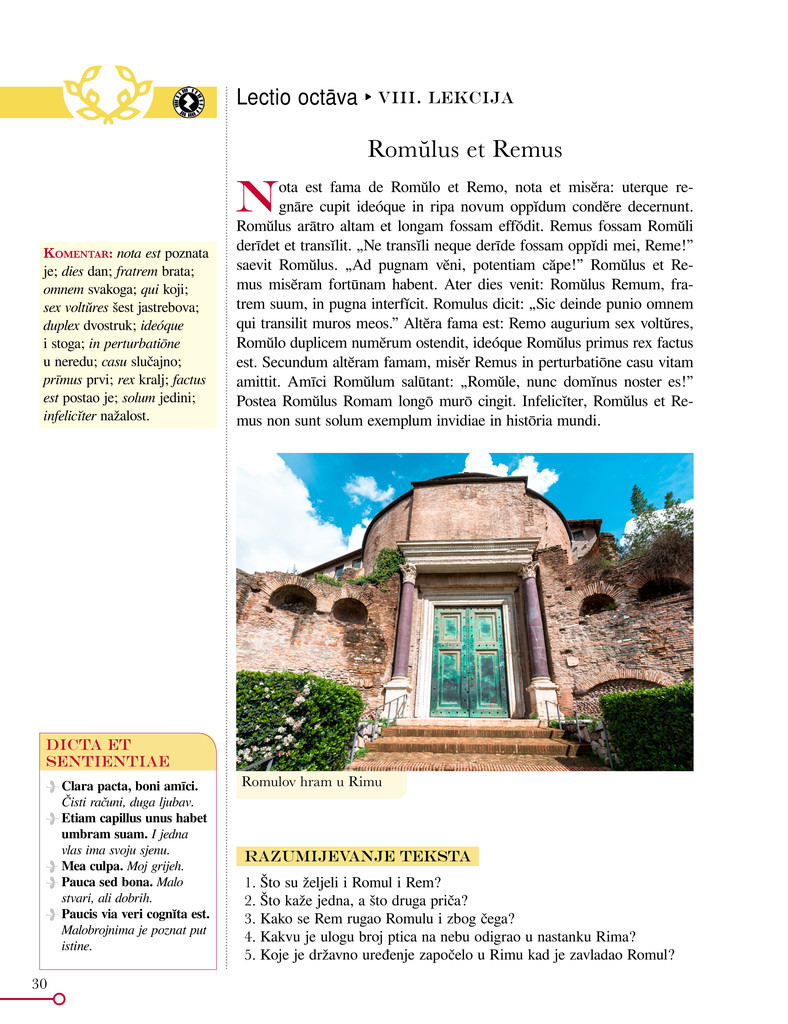 Lectio octāva ▸ VIII. LEKCIJA
Romŭlus et Remus
Nota est fama de Romŭlo et Remo, nota et misĕra: uterque re-
gnāre cupit ideóque in ripa novum oppĭdum condĕre decernunt.
Romŭlus arātro altam et longam fossam effŏdit. Remus fossam Romŭli
derīdet et transĭlit. „Ne transĭli neque derīde fossam oppĭdi mei, Reme!”
saevit Romŭlus. „Ad pugnam vĕni, potentiam căpe!” Romŭlus et Re-
mus misĕram fortūnam habent. Ater dies venit: Romŭlus Remum, fra-
trem suum, in pugna interfĭcit. Romulus dicit: „Sic deinde punio omnem
qui transilit muros meos.” Altĕra fama est: Remo augurium sex voltŭres,
Romŭlo duplicem numĕrum ostendit, ideóque Romŭlus primus rex factus
est. Secundum altĕram famam, misĕr Remus in perturbatiōne casu vitam
amittit. Amīci Romŭlum salūtant: „Romŭle, nunc domĭnus noster es!”
Postea Romŭlus Romam longō murō cingit. Infelicĭter, Romŭlus et Re-
mus non sunt solum exemplum invidiae in histōria mundi.
KOMENTAR: nota est poznata
je; dies dan; fratrem brata;
omnem svakoga; qui koji;
sex voltŭres šest jastrebova;
duplex dvostruk; ideóque
i stoga; in perturbatiōne
u neredu; casu slučajno;
prīmus prvi; rex kralj; factus
est postao je; solum jedini;
infelicĭter nažalost.
Romulov hram u Rimu
DICTA ET
SENTIENTIAE
Clara pacta, boni amīci.
Čisti računi, duga ljubav.
Etiam capillus unus habet
umbram suam. I jedna
vlas ima svoju sjenu.
Mea culpa. Moj grijeh.
Pauca sed bona. Malo
stvari, ali dobrih.
Paucis via veri cognĭta est.
Malobrojnima je poznat put
istine.
RAZUMIJEVANJE TEKSTA
1. Što su željeli i Romul i Rem?
2. Što kaže jedna, a što druga priča?
3. Kako se Rem rugao Romulu i zbog čega?
4. Kakvu je ulogu broj ptica na nebu odigrao u nastanku Rima?
5. Koje je državno uređenje započelo u Rimu kad je zavladao Romul?
30